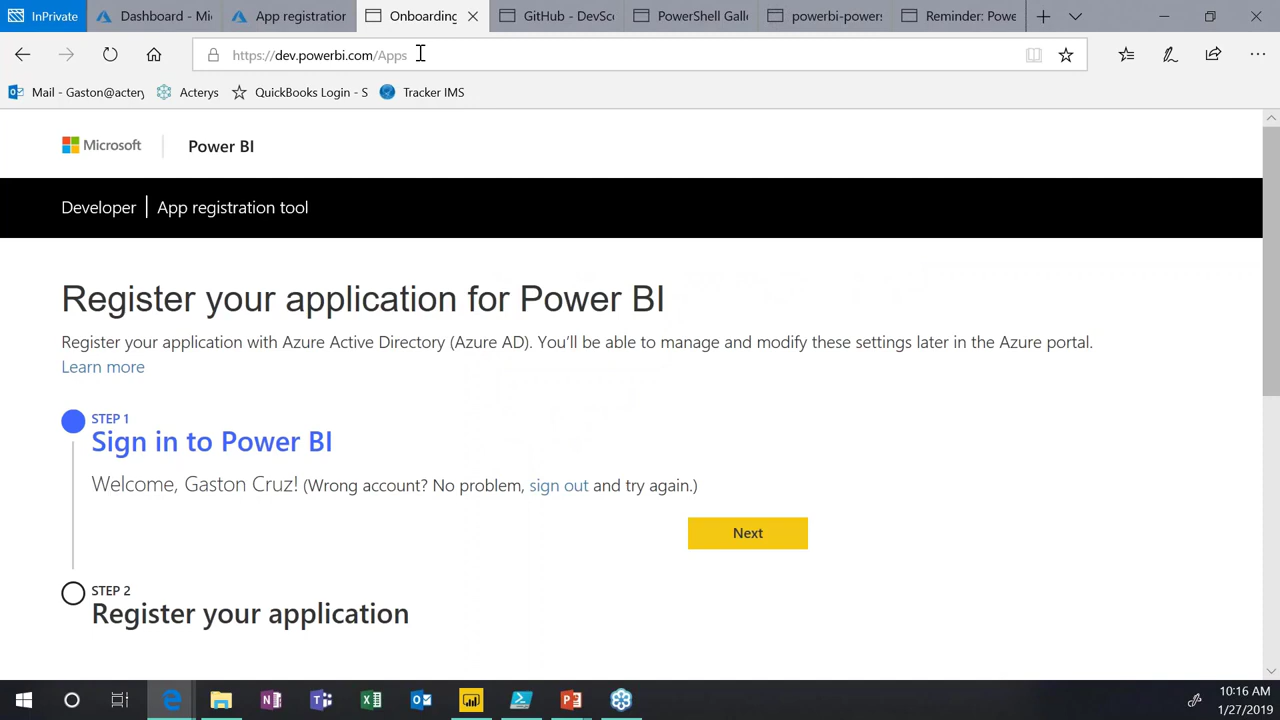 InPrivate
Dashboard - Mi
App registration
Onboarding
GitHub - DevSc
PowerShell Gall
powerbi-powers
Reminder: Powe
https://dev.powerbi.com/Apps
Mail - Gaston@actery
Acterys
QuickBooks Login - S
Tracker IMS
Microsoft
Power BI
Developer
App registration tool
Register your application for Power BI
Register your application with Azure Active Directory (Azure AD). You'll be able to manage and modify these settings later in the Azure portal.
Learn more
STEP 1
Sign in to Power BI
Welcome, Gaston Cruz! (Wrong account? No problem, sign out and try again.)
Next
STEP 2
Register your application
10:16 AM
1/27/2019